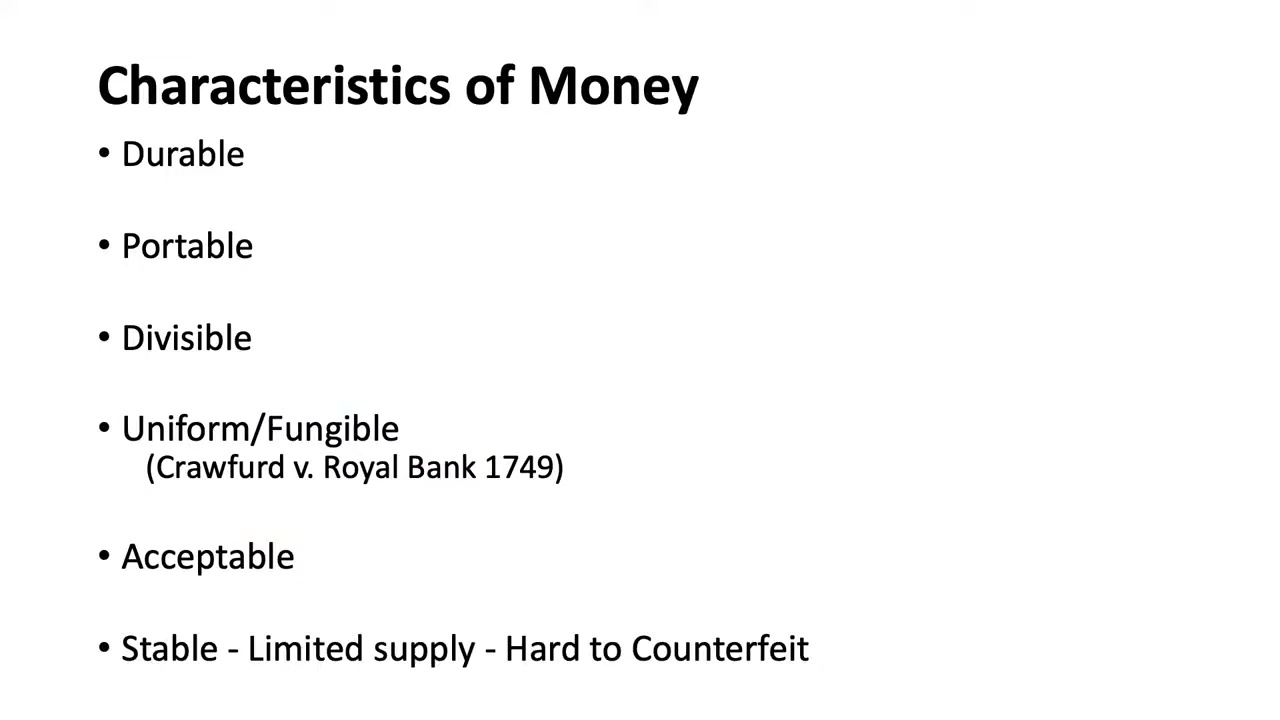 Characteristics of Money
• Durable
• Portable
• Divisible
• Uniform/Fungible
(Crawfurd v. Royal Bank 1749)
• Acceptable
• Stable - Limited supply - Hard to Counterfeit